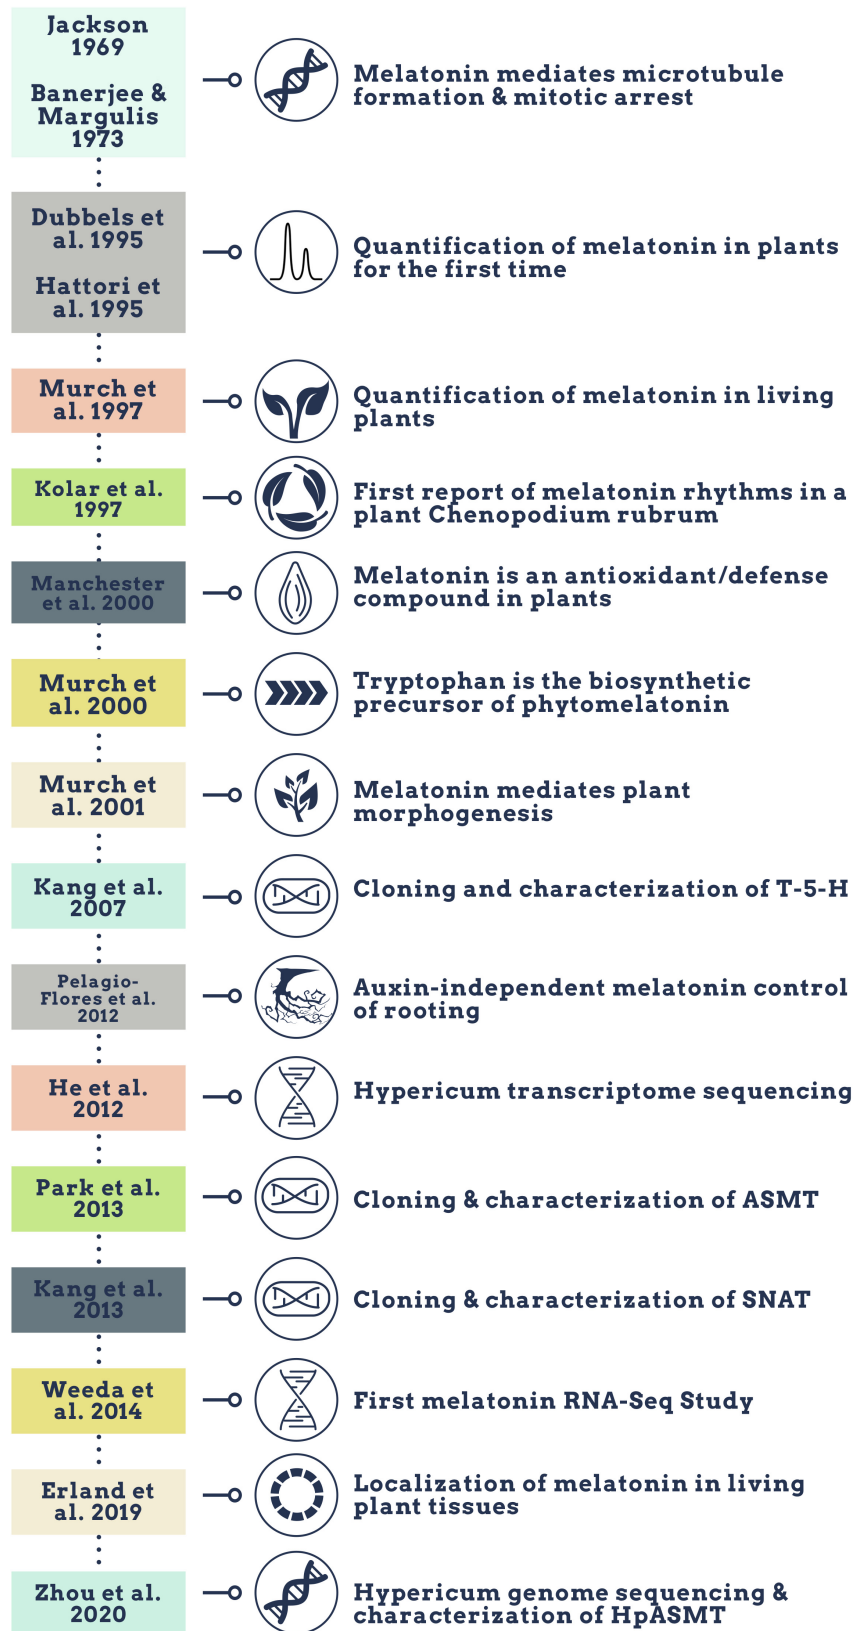 Jackson
1969
Banerjee &
Margulis
1973
Melatonin mediates microtubule
formation & mitotic arrest
Dubbels et
al. 1995
Hattori et
al. 1995
Quantification of melatonin in plants
for the first time
Murch et
al. 1997
Quantification of melatonin in living
plants
Kolar et al.
1997
First report of melatonin rhythms in a
plant Chenopodium rubrum
Manchester
et al. 2000
Melatonin is an antioxidant/defense
compound in plants
Murch et
al. 2000
Tryptophan is the biosynthetic
precursor of phytomelatonin
Murch et
al. 2001
Melatonin mediates plant
morphogenesis
Kang et al.
2007
Cloning and characterization of T-5-H
Pelagio-
Flores et al.
2012
Auxin-independent melatonin control
of rooting
He et al.
2012
Hypericum transcriptome sequencing
Park et al.
2013
Cloning & characterization of ASMT
Kang et al.
2013
Cloning & characterization of SNAT
Weeda et
al. 2014
First melatonin RNA-Seq Study
Erland et
al. 2019
Localization of melatonin in living
plant tissues
Zhou et al.
2020
Hypericum genome sequencing &
characterization of HpASMT